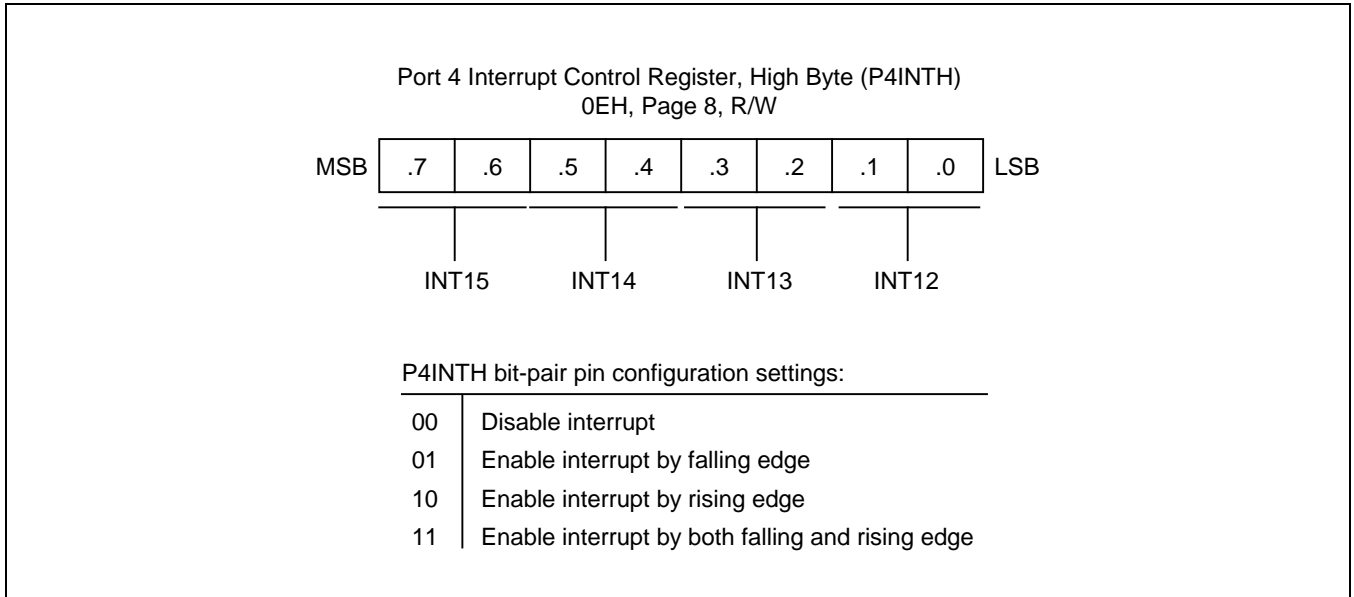 Port 4 Interrupt Control Register, High Byte (P4INTH)
0EH, Page 8, R/W
MSB .7 .6 .5 .4 .3 .2 .1 .0 LSB
INT15 INT14 INT13 INT12
P4INTH bit-pair pin configuration settings:
00 Disable interrupt
01 Enable interrupt by falling edge
10 Enable interrupt by rising edge
11 Enable interrupt by both falling and rising edge